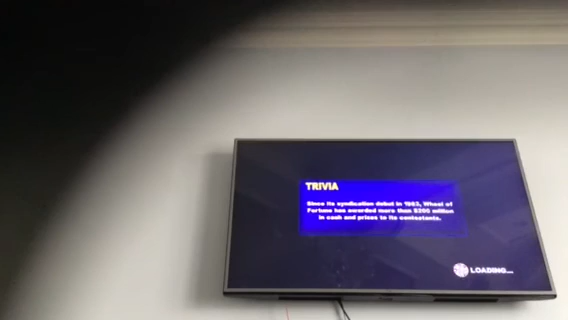 TRIVIA
Since its syndication debut in 1983, Wheel of
Fortune has awarded more than $200 million
in cash and prizes to its contestants.
LOADING...